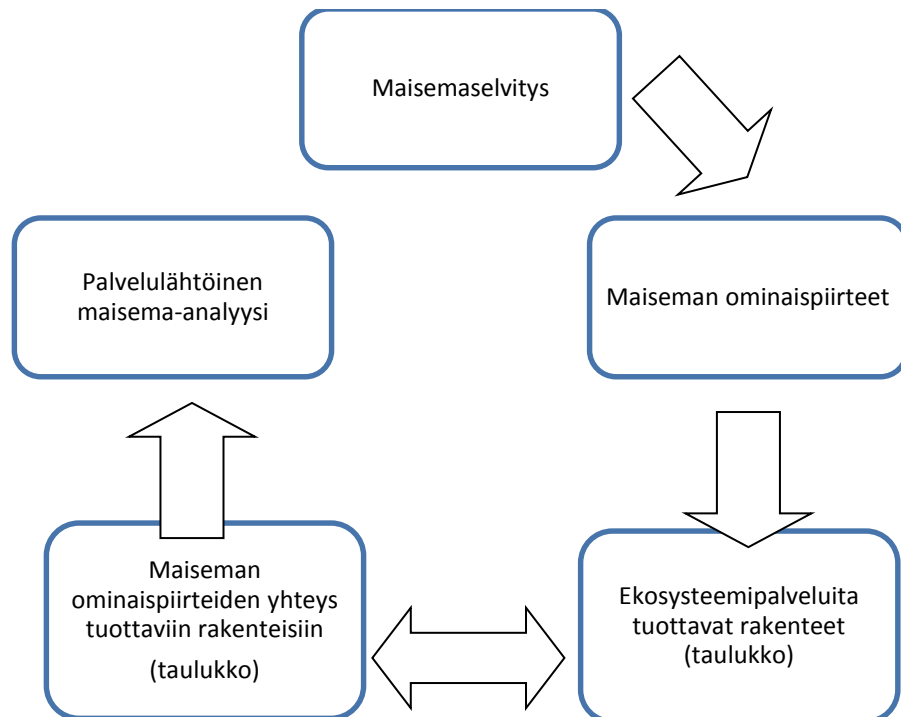 Maisemaselvitys
Maiseman ominaispiirteet
Ekosysteemipalveluita
tuottavat rakenteet
(taulukko)
Maiseman
ominaispiirteiden yhteys
tuottaviin rakenteisiin
(taulukko)
Palvelulähtöinen
maisema-analyysi